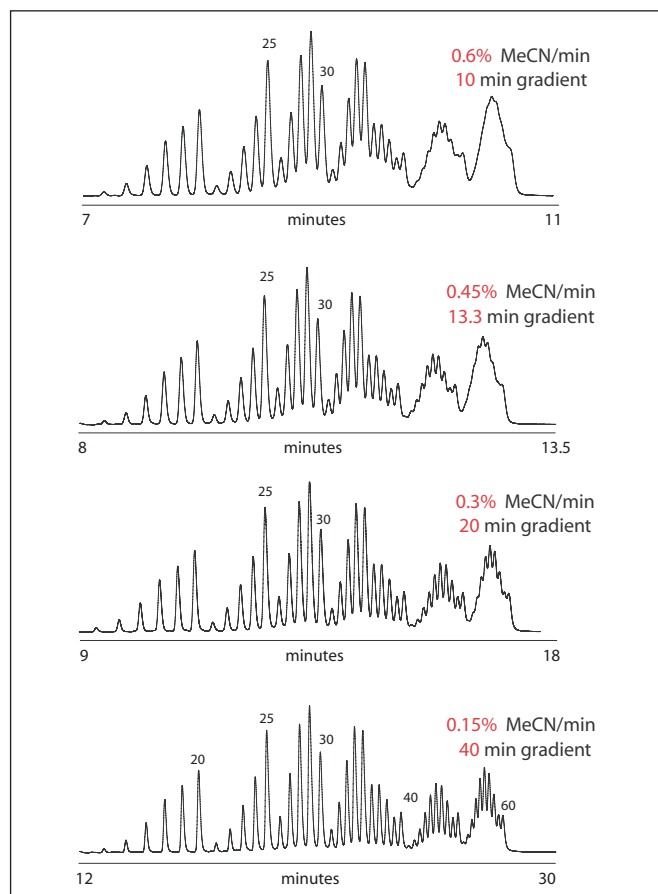 25
30
0.6% MeCN/min
10 min gradient
7
minutes
11
25
30
0.45% MeCN/min
13.3 min gradient
8
minutes
13.5
25
30
0.3% MeCN/min
20 min gradient
9
minutes
18
20
25
30
40
60
0.15% MeCN/min
40 min gradient
12
minutes
30